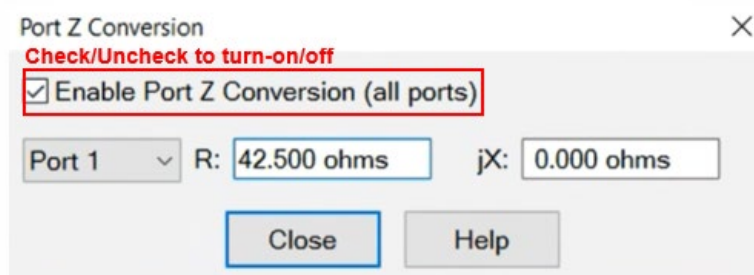 Port Z Conversion
Check/Uncheck to turn-on/off
Enable Port Z Conversion (all ports)
Port 1 R: 42.500 ohms jX: 0.000 ohms
Close Help